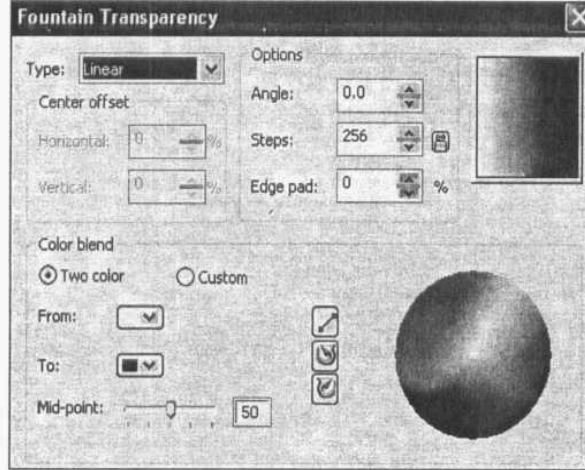 Fountain Transparency
Type: Linear
Center offset
Horizontal: 0 %
Vertical: 0 %
Options
Angle: 0,0
Steps: 256
Edge pad: 0 %
Color blend
Two color Custom
From:
To:
Mid-point: 50